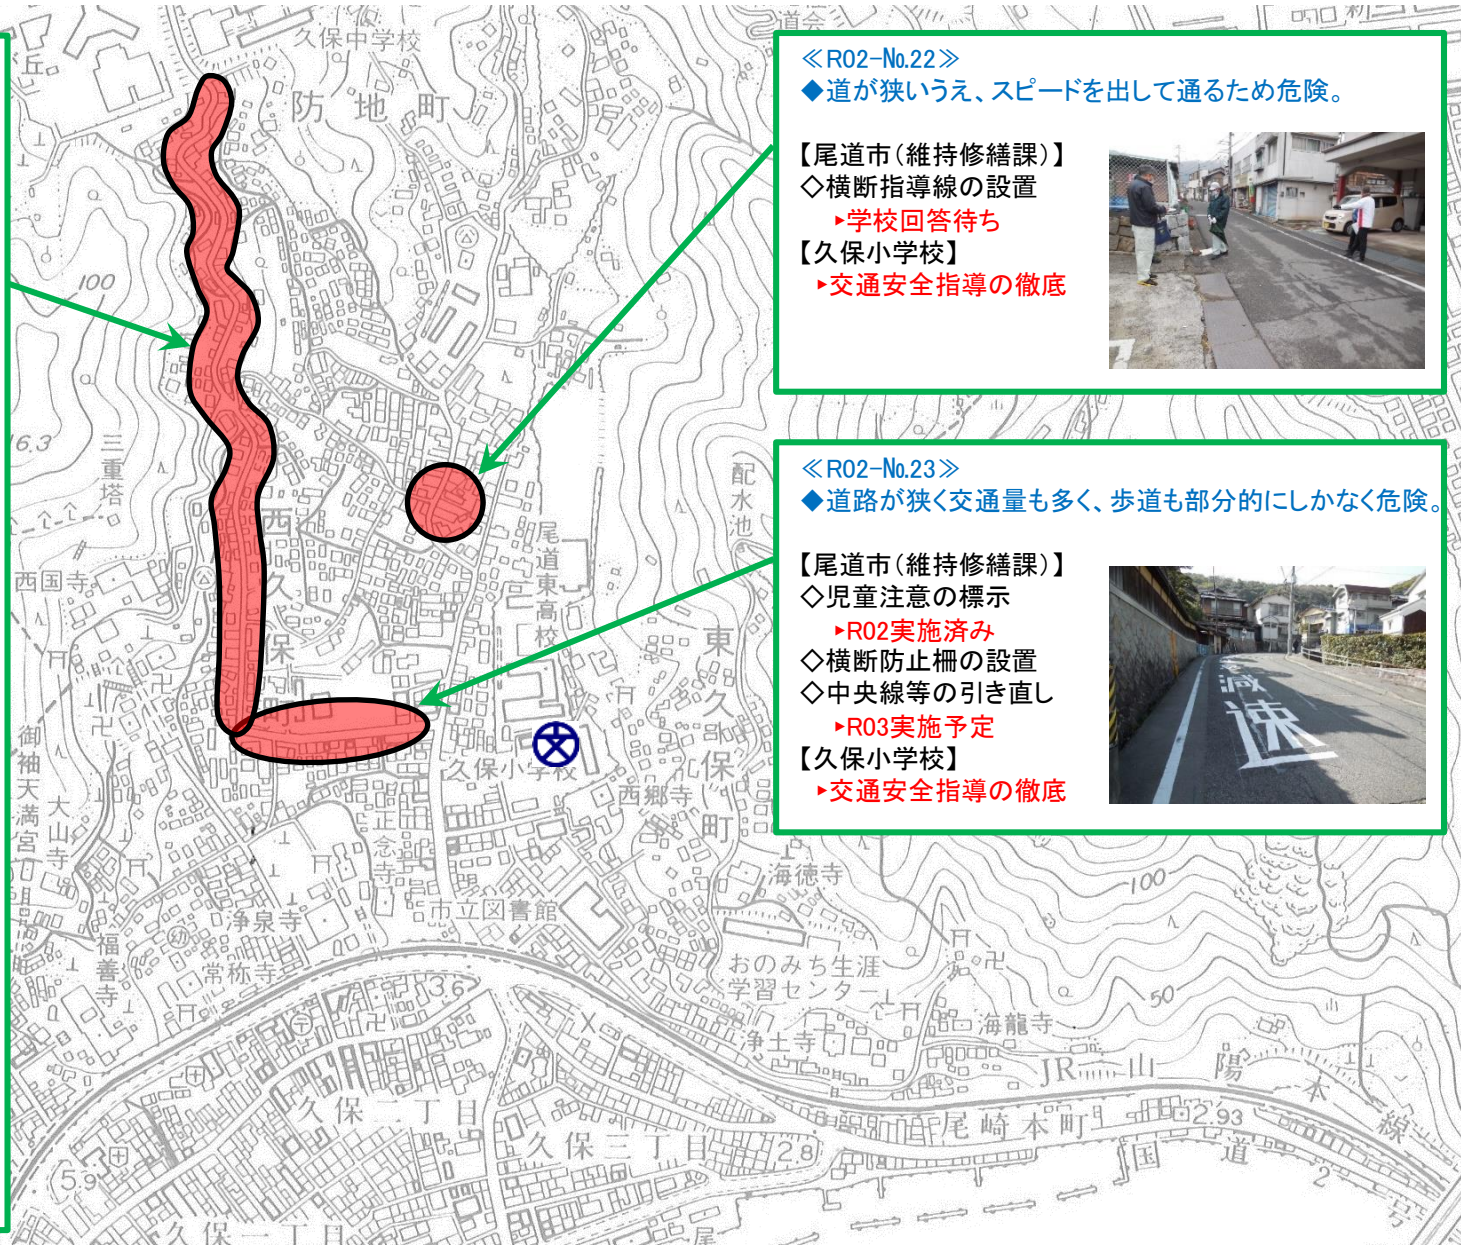 ≪R02-No.22≫
◆道が狭いうえ、スピードを出して通るため危険。
【尾道市(維持修繕課)】
◇横断指導線の設置
▸学校回答待ち
【久保小学校】
▸交通安全指導の徹底
≪R02-No.23≫
◆道路が狭く交通量も多く、歩道も部分的にしかなく危険。
【尾道市(維持修繕課)】
◇児童注意の標示
▸R02実施済み
◇横断防止柵の設置
◇中央線等の引き直し
▸R03実施予定
【久保小学校】
▸交通安全指導の徹底
減速
久保中学校
防地町
丘
100
6.3
三重塔
西国寺
西久保町
尾道東高校
配水池
東久保町
久保小学校
西郷寺
御袖天満宮
大山寺
正念寺
市立図書館
海徳寺
浄泉寺
福善寺
常称寺
幼
おのみち生涯
学習センター
浄土寺
海龍寺
100
50
3.6
JR山陽本線
久保二丁目
久保三丁目
尾崎本町
2.93
2.8
国道2号
5.9
久保一丁目
尾